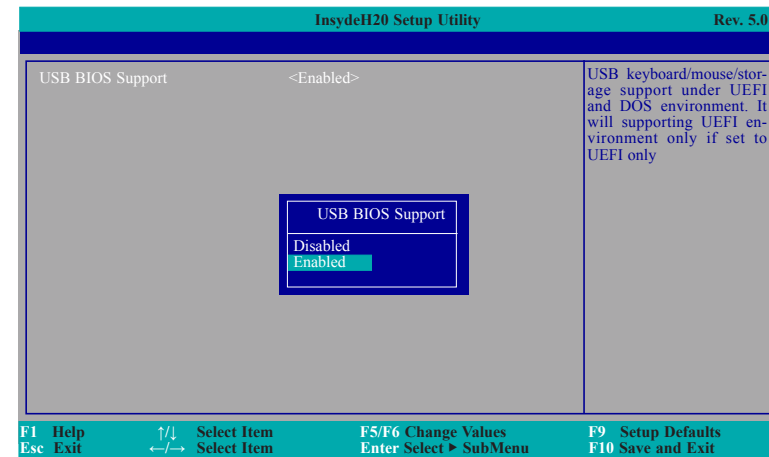 InsydeH20 Setup Utility Rev. 5.0
USB BIOS Support <Enabled>
USB keyboard/mouse/stor-
age support under UEFI
and DOS environment. It
will supporting UEFI en-
vironment only if set to
UEFI only
USB BIOS Support
Disabled
Enabled
F1 Help ↑/↓ Select Item F5/F6 Change Values F9 Setup Defaults
Esc Exit ←/→ Select Item Enter Select ▶ SubMenu F10 Save and Exit